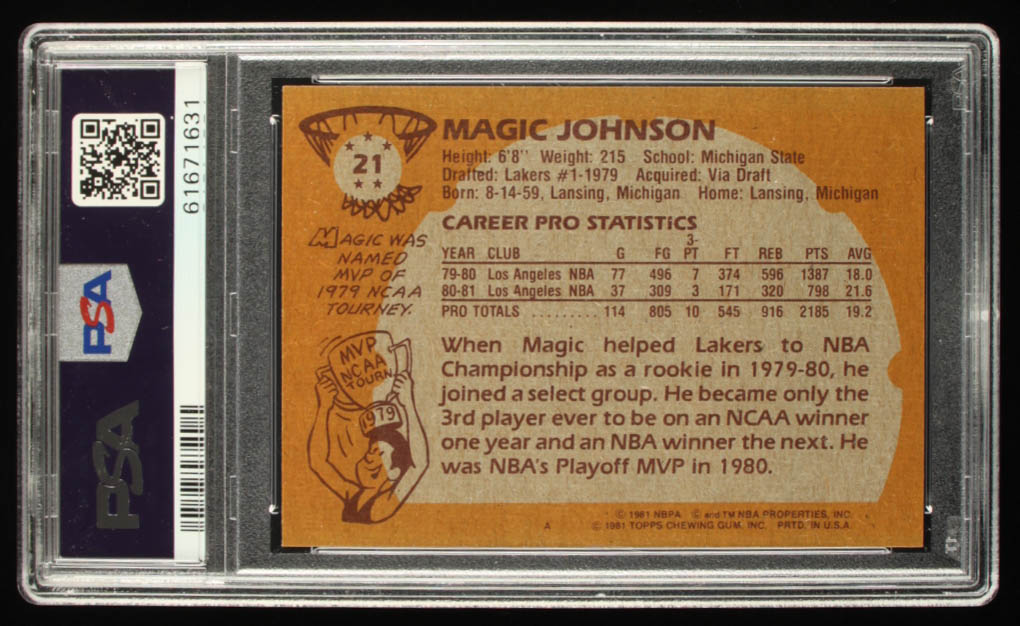 61671631
PSA
PSA
21
MAGIC JOHNSON
Height: 6'8" Weight: 215 School: Michigan State
Drafted: Lakers #1-1979 Acquired: Via Draft
Born: 8-14-59, Lansing, Michigan Home: Lansing, Michigan
CAREER PRO STATISTICS
YEAR CLUB G FG 3-PT FT REB PTS AVG
79-80 Los Angeles NBA 77 496 7 374 596 1387 18.0
80-81 Los Angeles NBA 37 309 3 171 320 798 21.6
PRO TOTALS ......... 114 805 10 545 916 2185 19.2
MAGIC WAS
NAMED
MVP OF
1979 NCAA
TOURNEY.
MVP
NCAA
TOURN
1979
When Magic helped Lakers to NBA
Championship as a rookie in 1979-80, he
joined a select group. He became only the
3rd player ever to be on an NCAA winner
one year and an NBA winner the next. He
was NBA's Playoff MVP in 1980.
© 1981 NBPA © and TM NBA PROPERTIES, INC.
A © 1981 TOPPS CHEWING GUM, INC. PRTD. IN U.S.A.